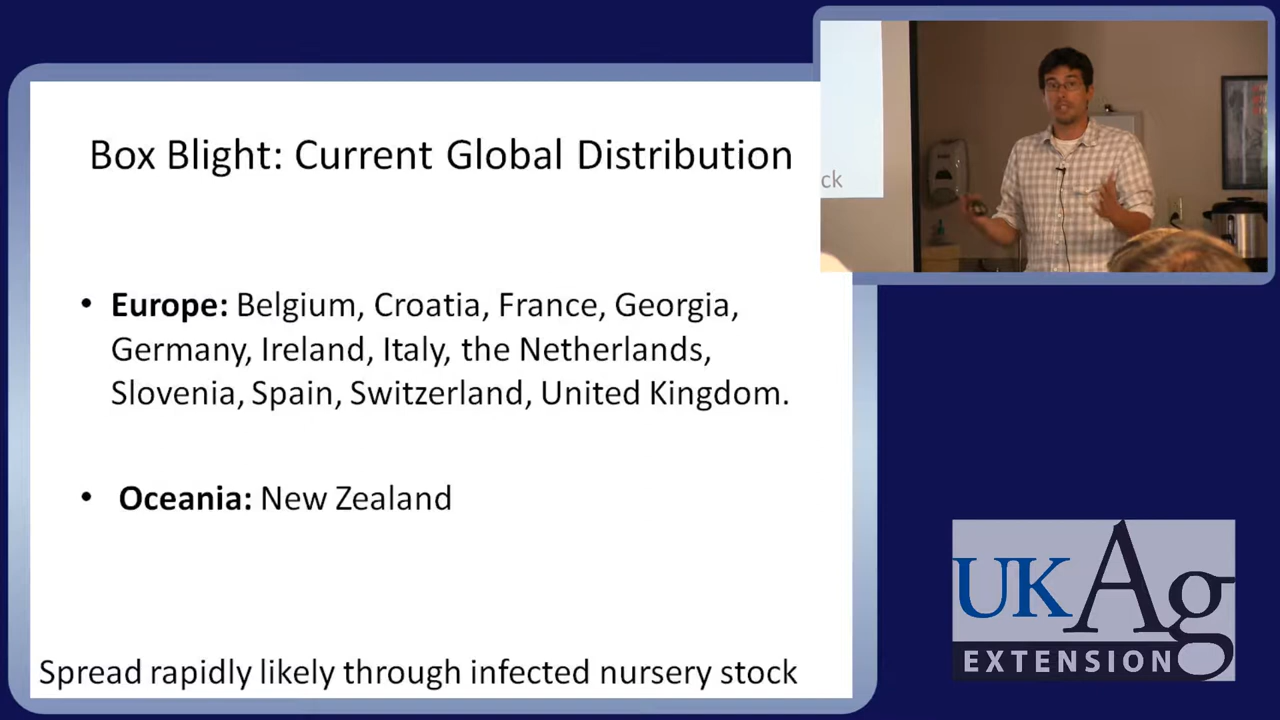 Box Blight: Current Global Distribution
ck
• Europe: Belgium, Croatia, France, Georgia,
Germany, Ireland, Italy, the Netherlands,
Slovenia, Spain, Switzerland, United Kingdom.
• Oceania: New Zealand
Spread rapidly likely through infected nursery stock
UKAg
EXTENSION